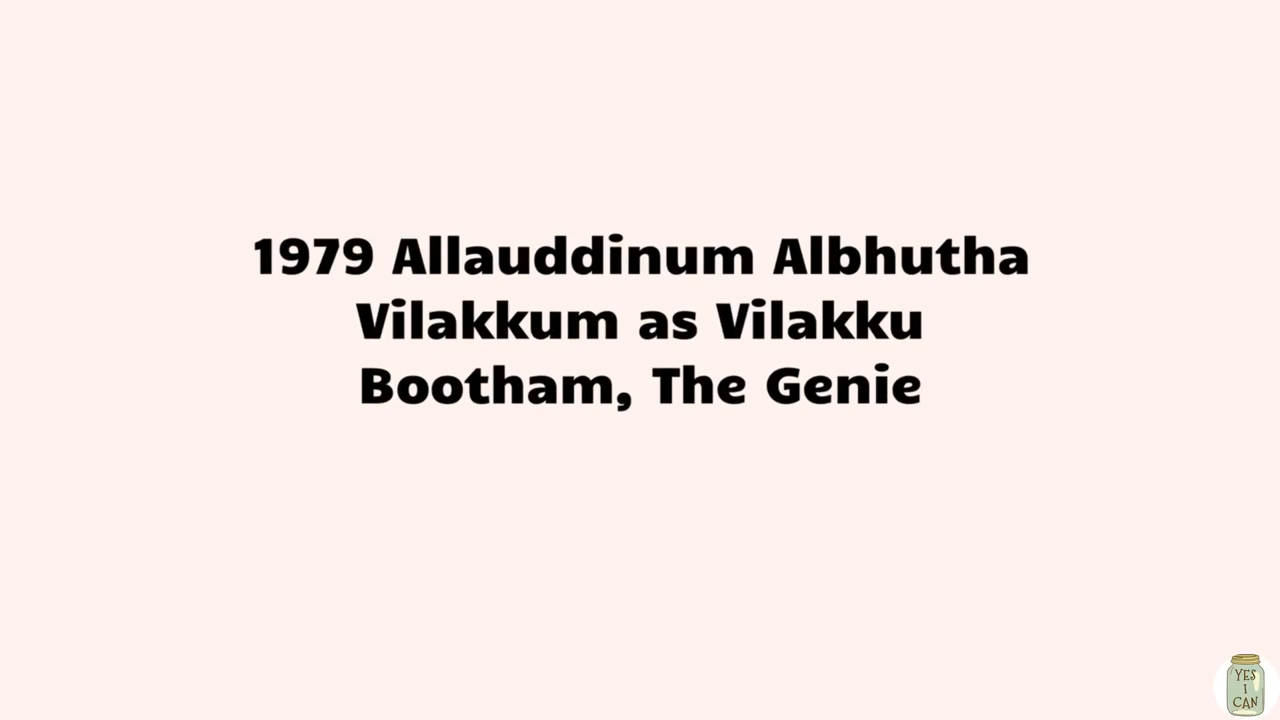 1979 Allauddinum Albhutha
Vilakkum as Vilakku
Bootham, The Genie
YES
I
CAN